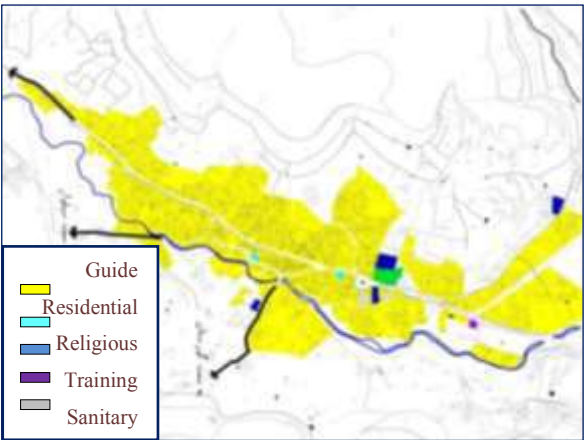 Guide
Residential
Religious
Training
Sanitary